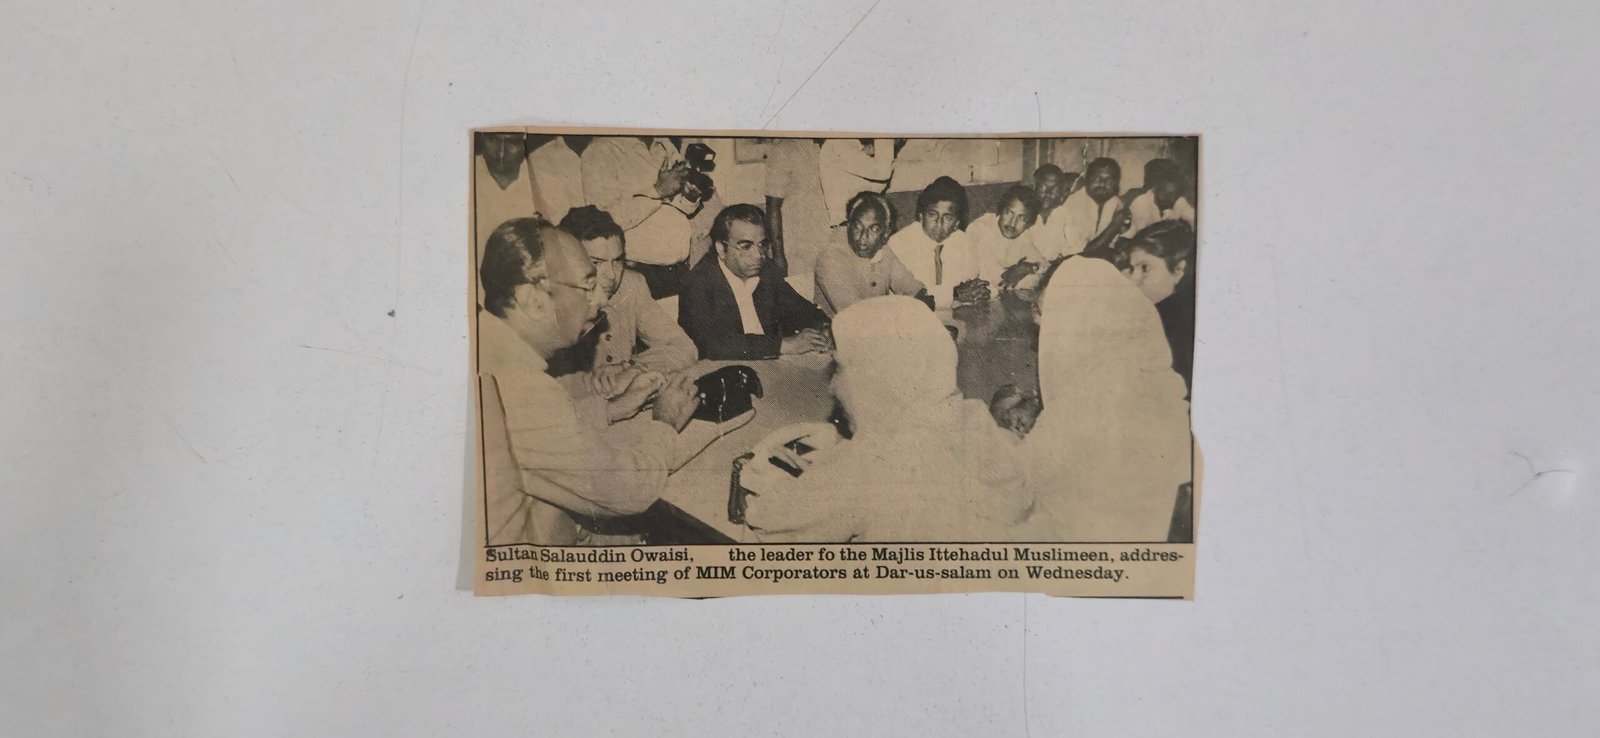 Sultan Salauddin Owaisi, the leader fo the Majlis Ittehadul Muslimeen, addres-
sing the first meeting of MIM Corporators at Dar-us-salam on Wednesday.